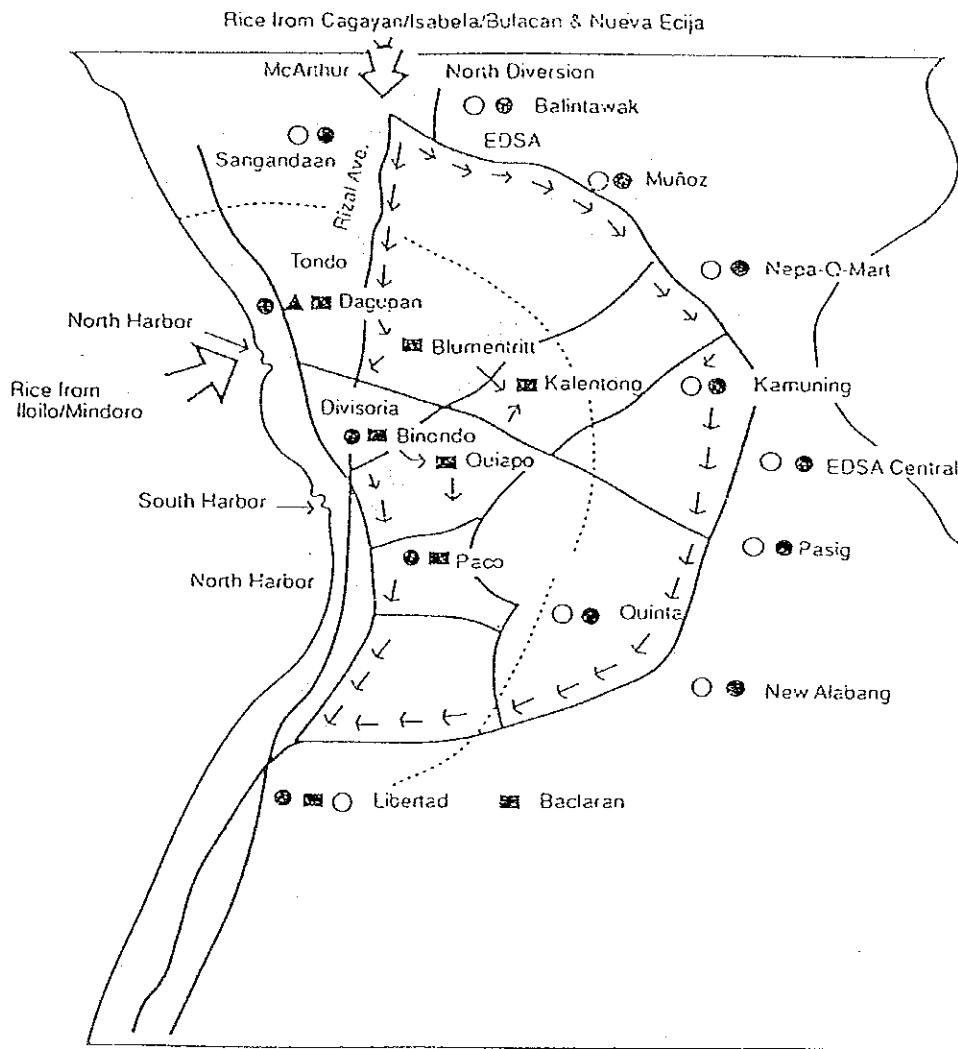 Rice from Cagayan/Isabela/Bulacan & Nueva Ecija
McArthur
North Diversion
Balintawak
EDSA
Sangandaan
Rizal Ave.
Muñoz
Tondo
Nepa-Q-Mart
Dagupan
North Harbor
Blumentritt
Rice from
Iloilo/Mindoro
Kalentong
Kamuning
Divisoria
Binondo
Quiapo
EDSA Central
South Harbor
Pasig
Paco
North Harbor
Quinta
New Alabang
Libertad
Baclaran